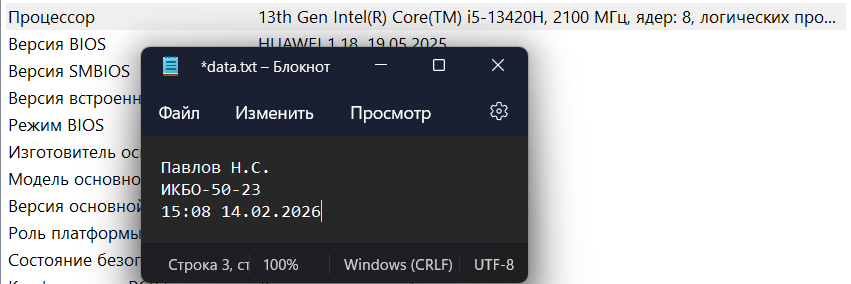 Процессор 13th Gen Intel(R) Core(TM) i5-13420H, 2100 МГц, ядер: 8, логических про...
Версия BIOS HUAWEI 1.18, 19.05.2025
Версия SMBIOS
Версия встроенн
Режим BIOS
Изготовитель ос
Модель основно
Версия основной
Роль платформы
Состояние безоп
*data.txt – Блокнот
Файл Изменить Просмотр
Павлов Н.С.
ИКБО-50-23
15:08 14.02.2026
Строка 3, ст 100% Windows (CRLF) UTF-8